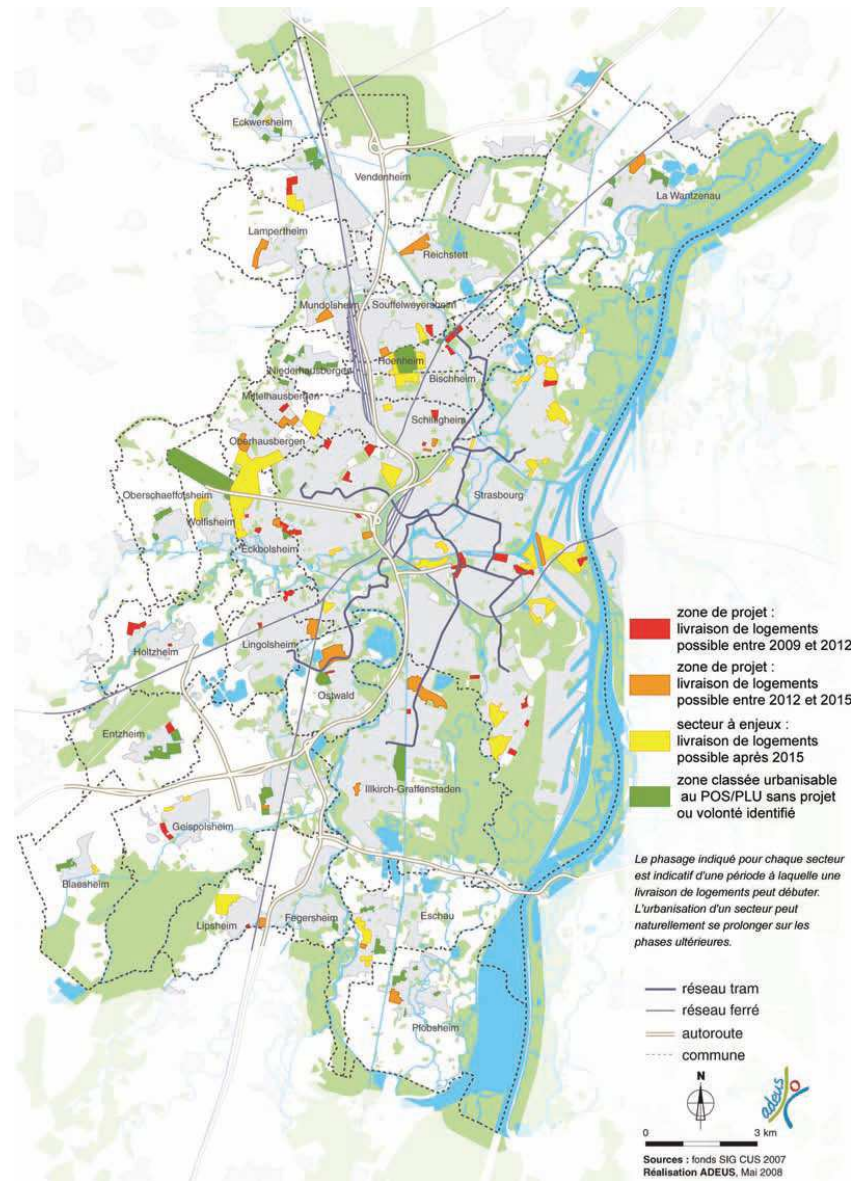 Eckwersheim
Vendenheim
La Wantzenau
Lampertheim
Reichstett
Mundolsheim
Souffelweyersheim
Hoenheim
Niederhausbergen
Bischheim
Mittelhausbergen
Schiltigheim
Oberhausbergen
Oberschaeffolsheim
Strasbourg
Wolfisheim
Eckbolsheim
Holtzheim
Lingolsheim
Ostwald
Entzheim
Illkirch-Graffenstaden
Geispolsheim
Blaesheim
Lipsheim
Fegersheim
Eschau
Plobsheim
zone de projet :
livraison de logements
possible entre 2009 et 2012
zone de projet :
livraison de logements
possible entre 2012 et 2015
secteur à enjeux :
livraison de logements
possible après 2015
zone classée urbanisable
au POS/PLU sans projet
ou volonté identifié
Le phasage indiqué pour chaque secteur
est indicatif d'une période à laquelle une
livraison de logements peut débuter.
L'urbanisation d'un secteur peut
naturellement se prolonger sur les
phases ultérieures.
réseau tram
réseau ferré
autoroute
commune
N
adeus
0 3 km
Sources : fonds SIG CUS 2007
Réalisation ADEUS, Mai 2008